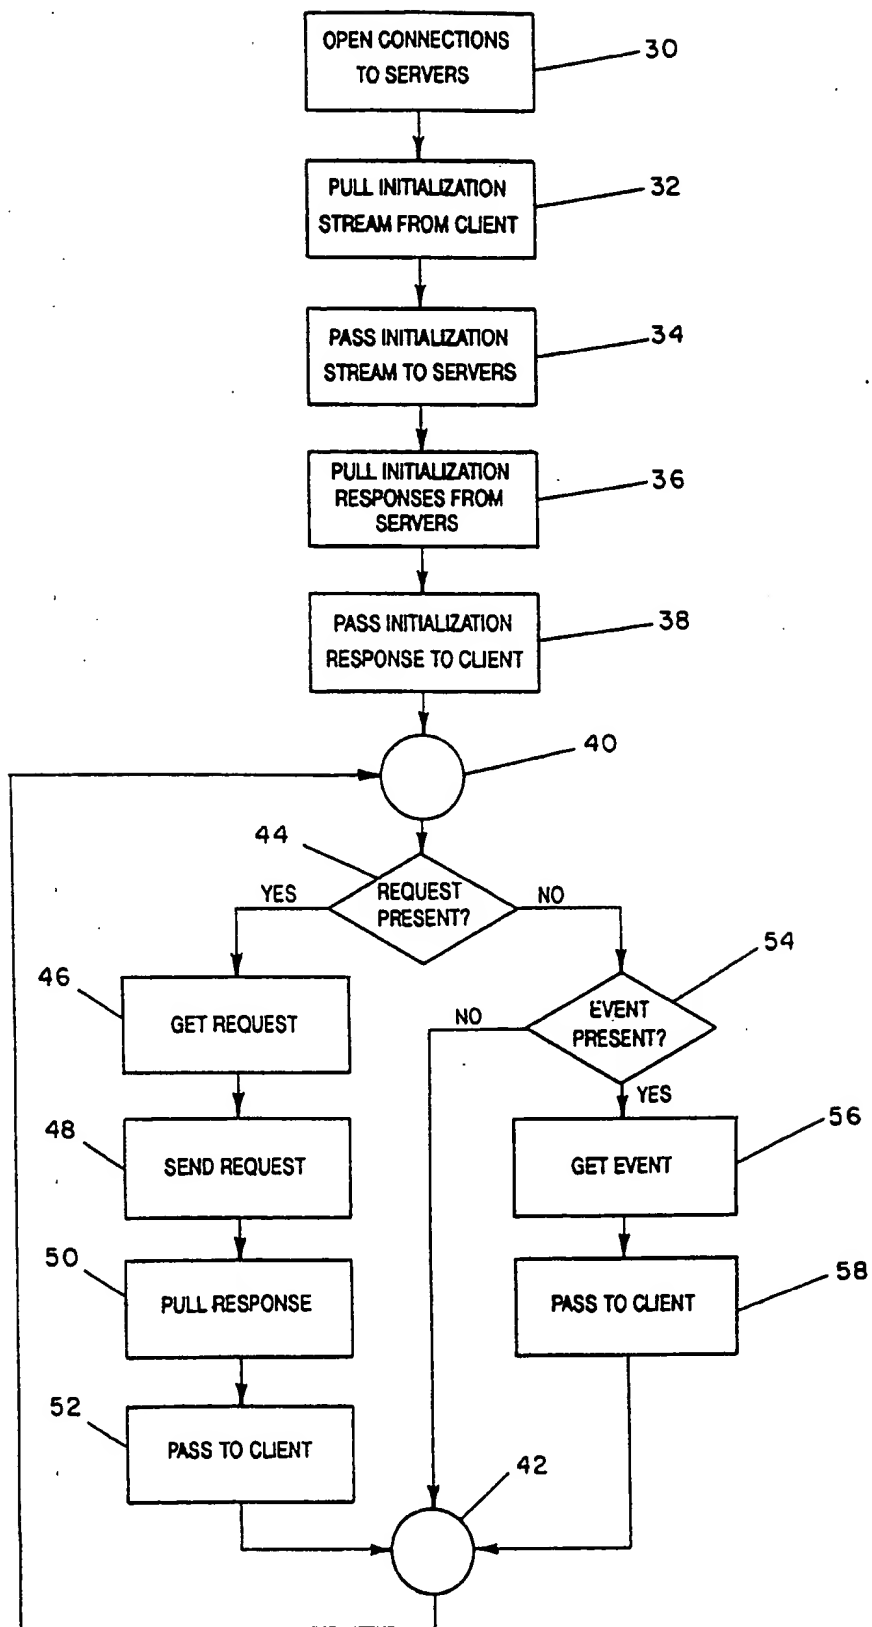 OPEN CONNECTIONS
TO SERVERS
30
PULL INITIALIZATION
STREAM FROM CLIENT
32
PASS INITIALIZATION
STREAM TO SERVERS
34
PULL INITIALIZATION
RESPONSES FROM
SERVERS
36
PASS INITIALIZATION
RESPONSE TO CLIENT
38
40
44
YES
REQUEST
PRESENT?
NO
54
46
GET REQUEST
NO
EVENT
PRESENT?
YES
48
SEND REQUEST
56
GET EVENT
50
PULL RESPONSE
58
PASS TO CLIENT
52
PASS TO CLIENT
42